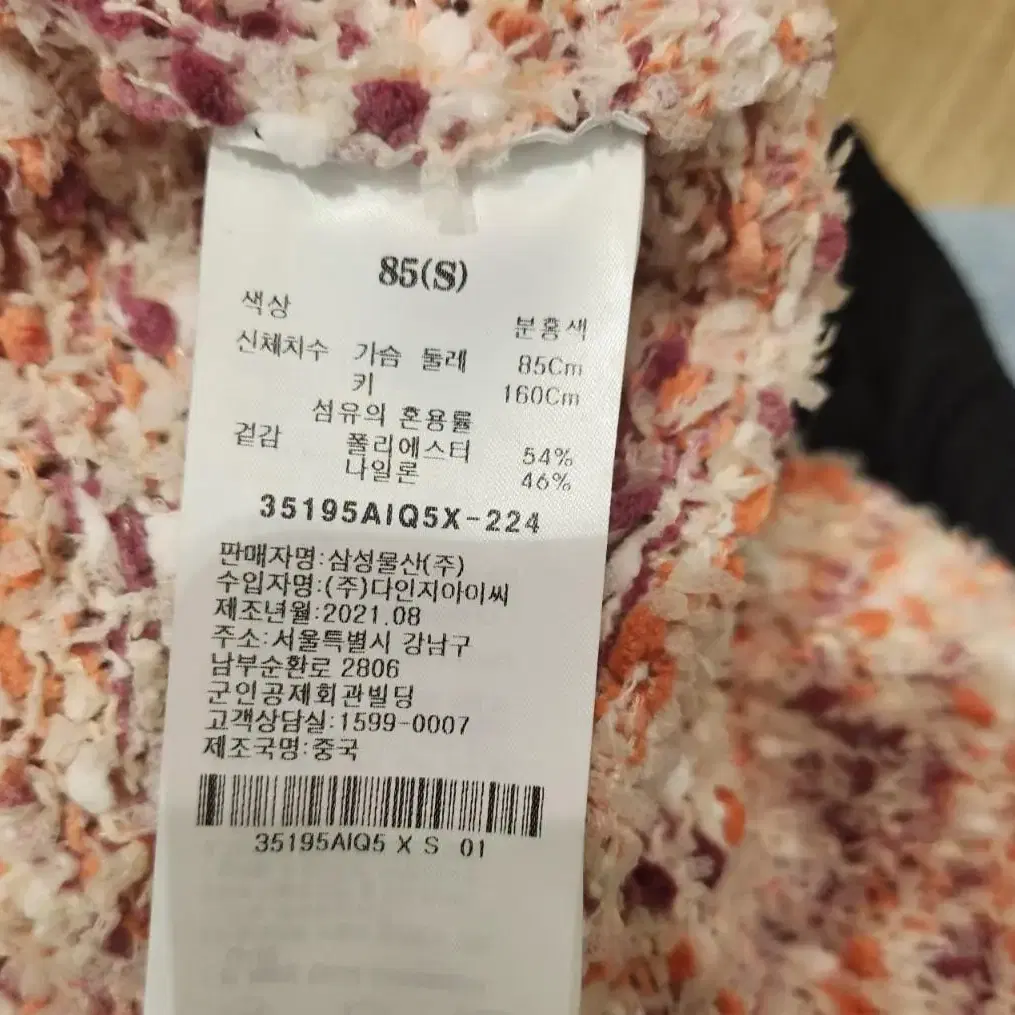 85(S)
색상 분홍색
신체치수 가슴 둘레 85Cm
키 160Cm
섬유의 혼용률
겉감 폴리에스터 54%
나일론 46%
35195AIQ5X-224
판매자명:삼성물산(주)
수입자명:(주)다인지아이씨
제조년월:2021.08
주소:서울특별시 강남구
남부순환로 2806
군인공제회관빌딩
고객상담실:1599-0007
제조국명:중국
35195AIQ5 X S 01